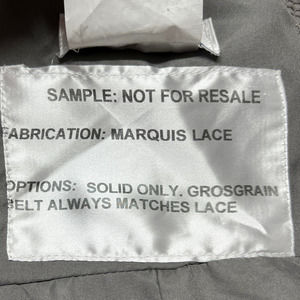 SAMPLE: NOT FOR RESALE
FABRICATION: MARQUIS LACE
OPTIONS: SOLID ONLY. GROSGRAIN
BELT ALWAYS MATCHES LACE